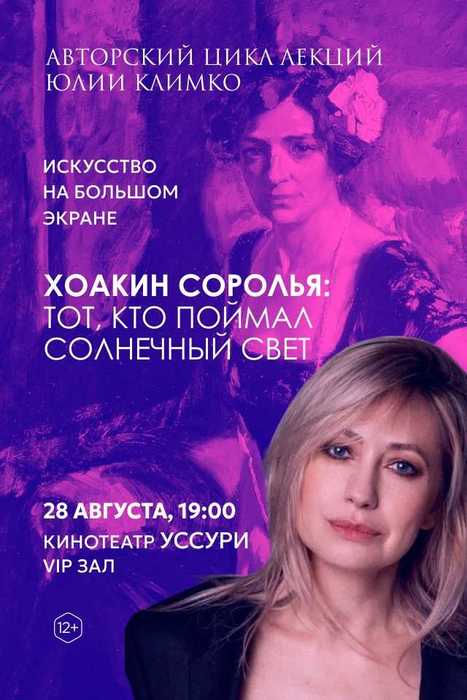 АВТОРСКИЙ ЦИКЛ ЛЕКЦИЙ
ЮЛИИ КЛИМКО
ИСКУССТВО
НА БОЛЬШОМ
ЭКРАНЕ
ХОАКИН СОРОЛЬЯ:
ТОТ, КТО ПОЙМАЛ
СОЛНЕЧНЫЙ СВЕТ
28 АВГУСТА, 19:00
КИНОТЕАТР УССУРИ
VIP ЗАЛ
12+